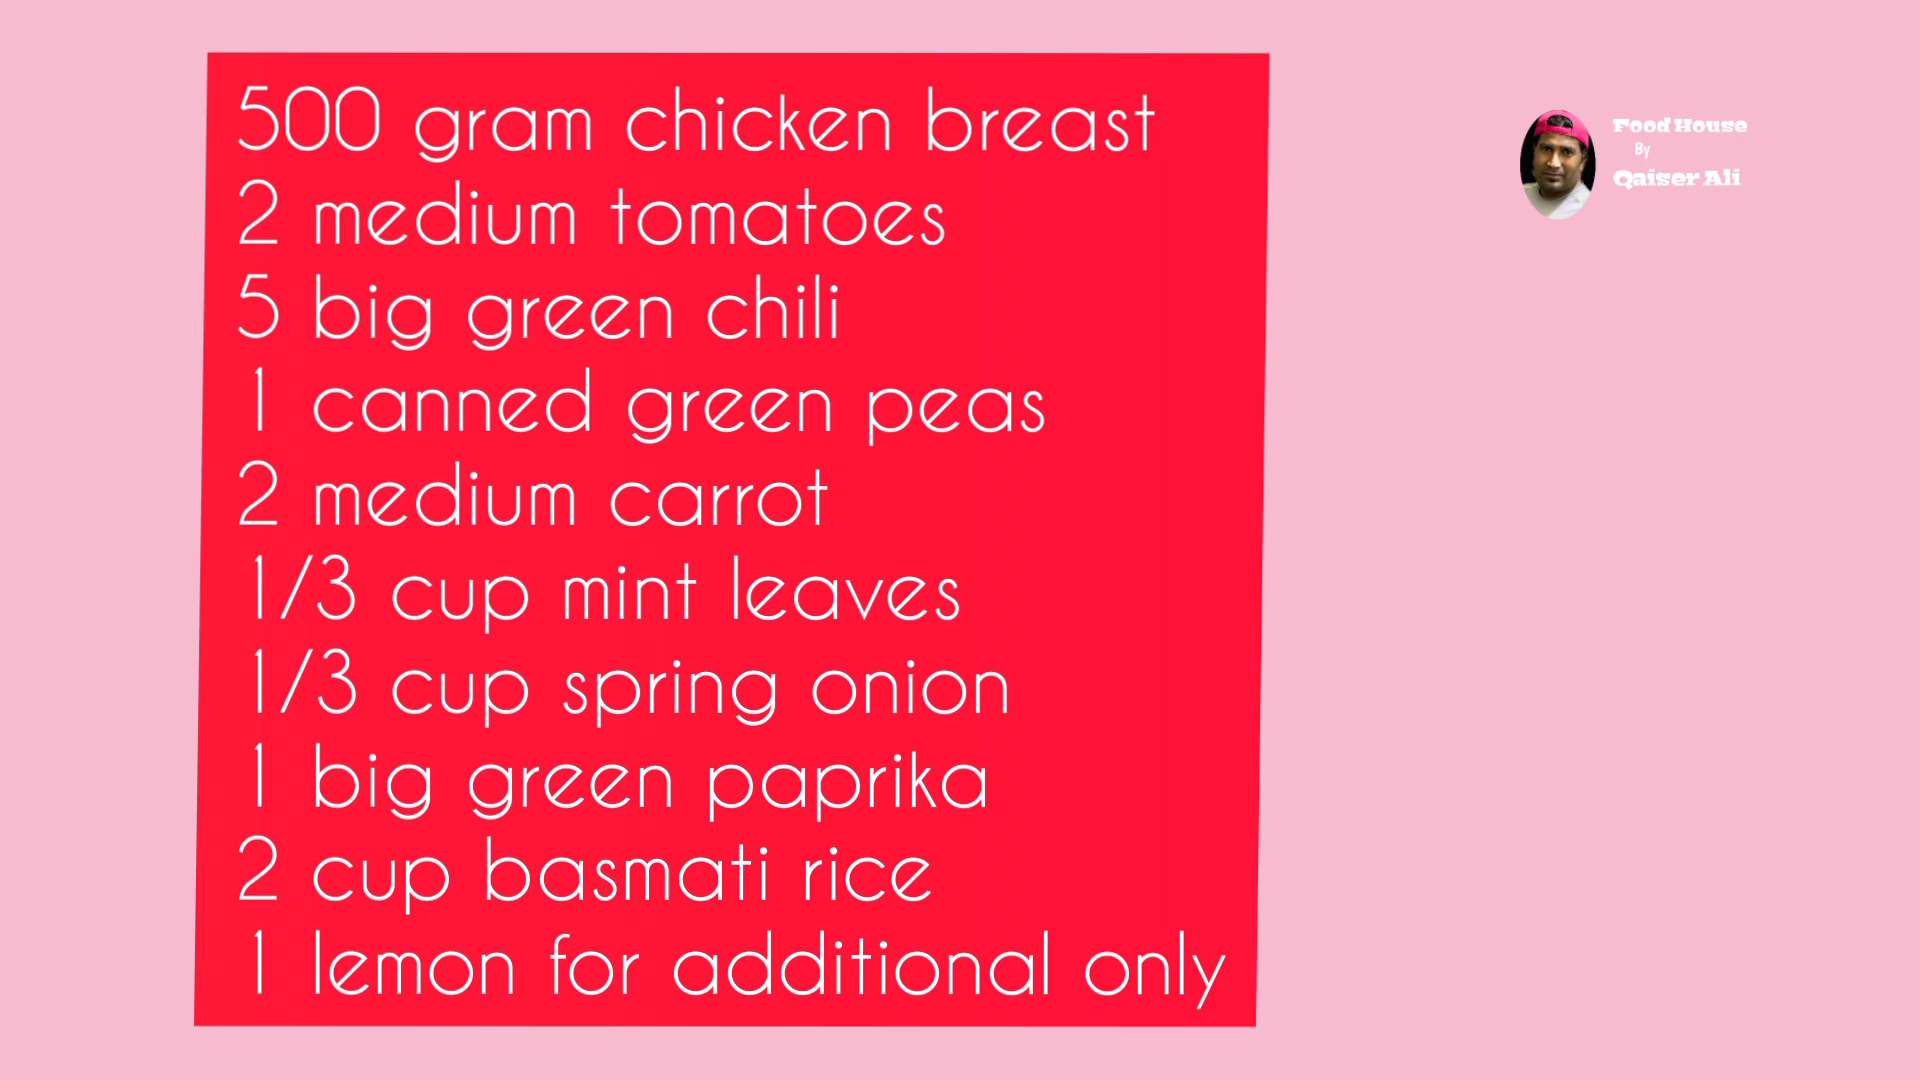 500 gram chicken breast
2 medium tomatoes
5 big green chili
1 canned green peas
2 medium carrot
1/3 cup mint leaves
1/3 cup spring onion
1 big green paprika
2 cup basmati rice
1 lemon for additional only
Food House
By
Qaiser Ali